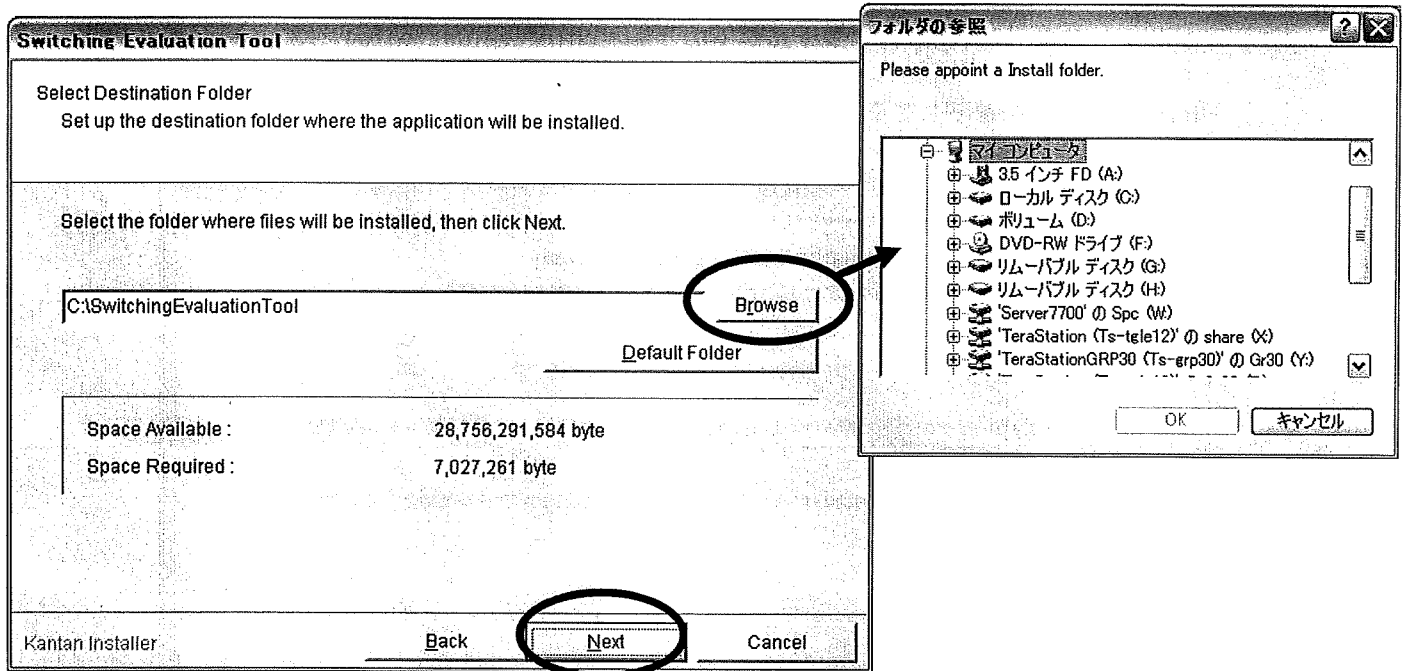 Switching Evaluation Tool
Select Destination Folder
Set up the destination folder where the application will be installed.
Select the folder where files will be installed, then click Next.
C:\SwitchingEvaluationTool
Browse
Default Folder
Space Available : 28,756,291,584 byte
Space Required : 7,027,261 byte
Kantan Installer
Back Next Cancel
フォルダの参照
Please appoint a Install folder.
マイ コンピュータ
3.5 インチ FD (A:)
ローカル ディスク (C:)
ボリューム (D:)
DVD-RW ドライブ (F:)
リムーバブル ディスク (G:)
リムーバブル ディスク (H:)
'Server7700' の Spc (W:)
'TeraStation (Ts-tgle12)' の share (X:)
'TeraStationGRP30 (Ts-grp30)' の Gr30 (Y:)
OK キャンセル